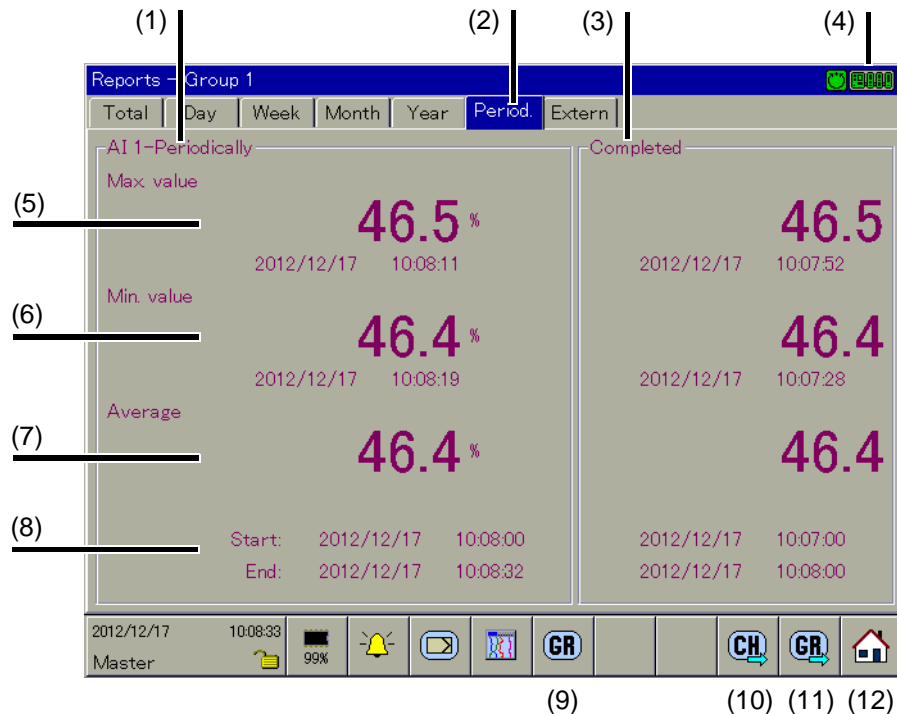 (1) (2) (3) (4)
Reports - Group 1
Total Day Week Month Year Period. Extern
AI 1-Periodically Completed
Max. value
(5)
46.5 % 46.5
2012/12/17 10:08:11 2012/12/17 10:07:52
Min. value
(6)
46.4 % 46.4
2012/12/17 10:08:19 2012/12/17 10:07:28
Average
(7)
46.4 % 46.4
(8)
Start: 2012/12/17 10:08:00 2012/12/17 10:07:00
End: 2012/12/17 10:08:32 2012/12/17 10:08:00
2012/12/17 10:08:33
Master 99% GR CH GR
(9) (10) (11) (12)